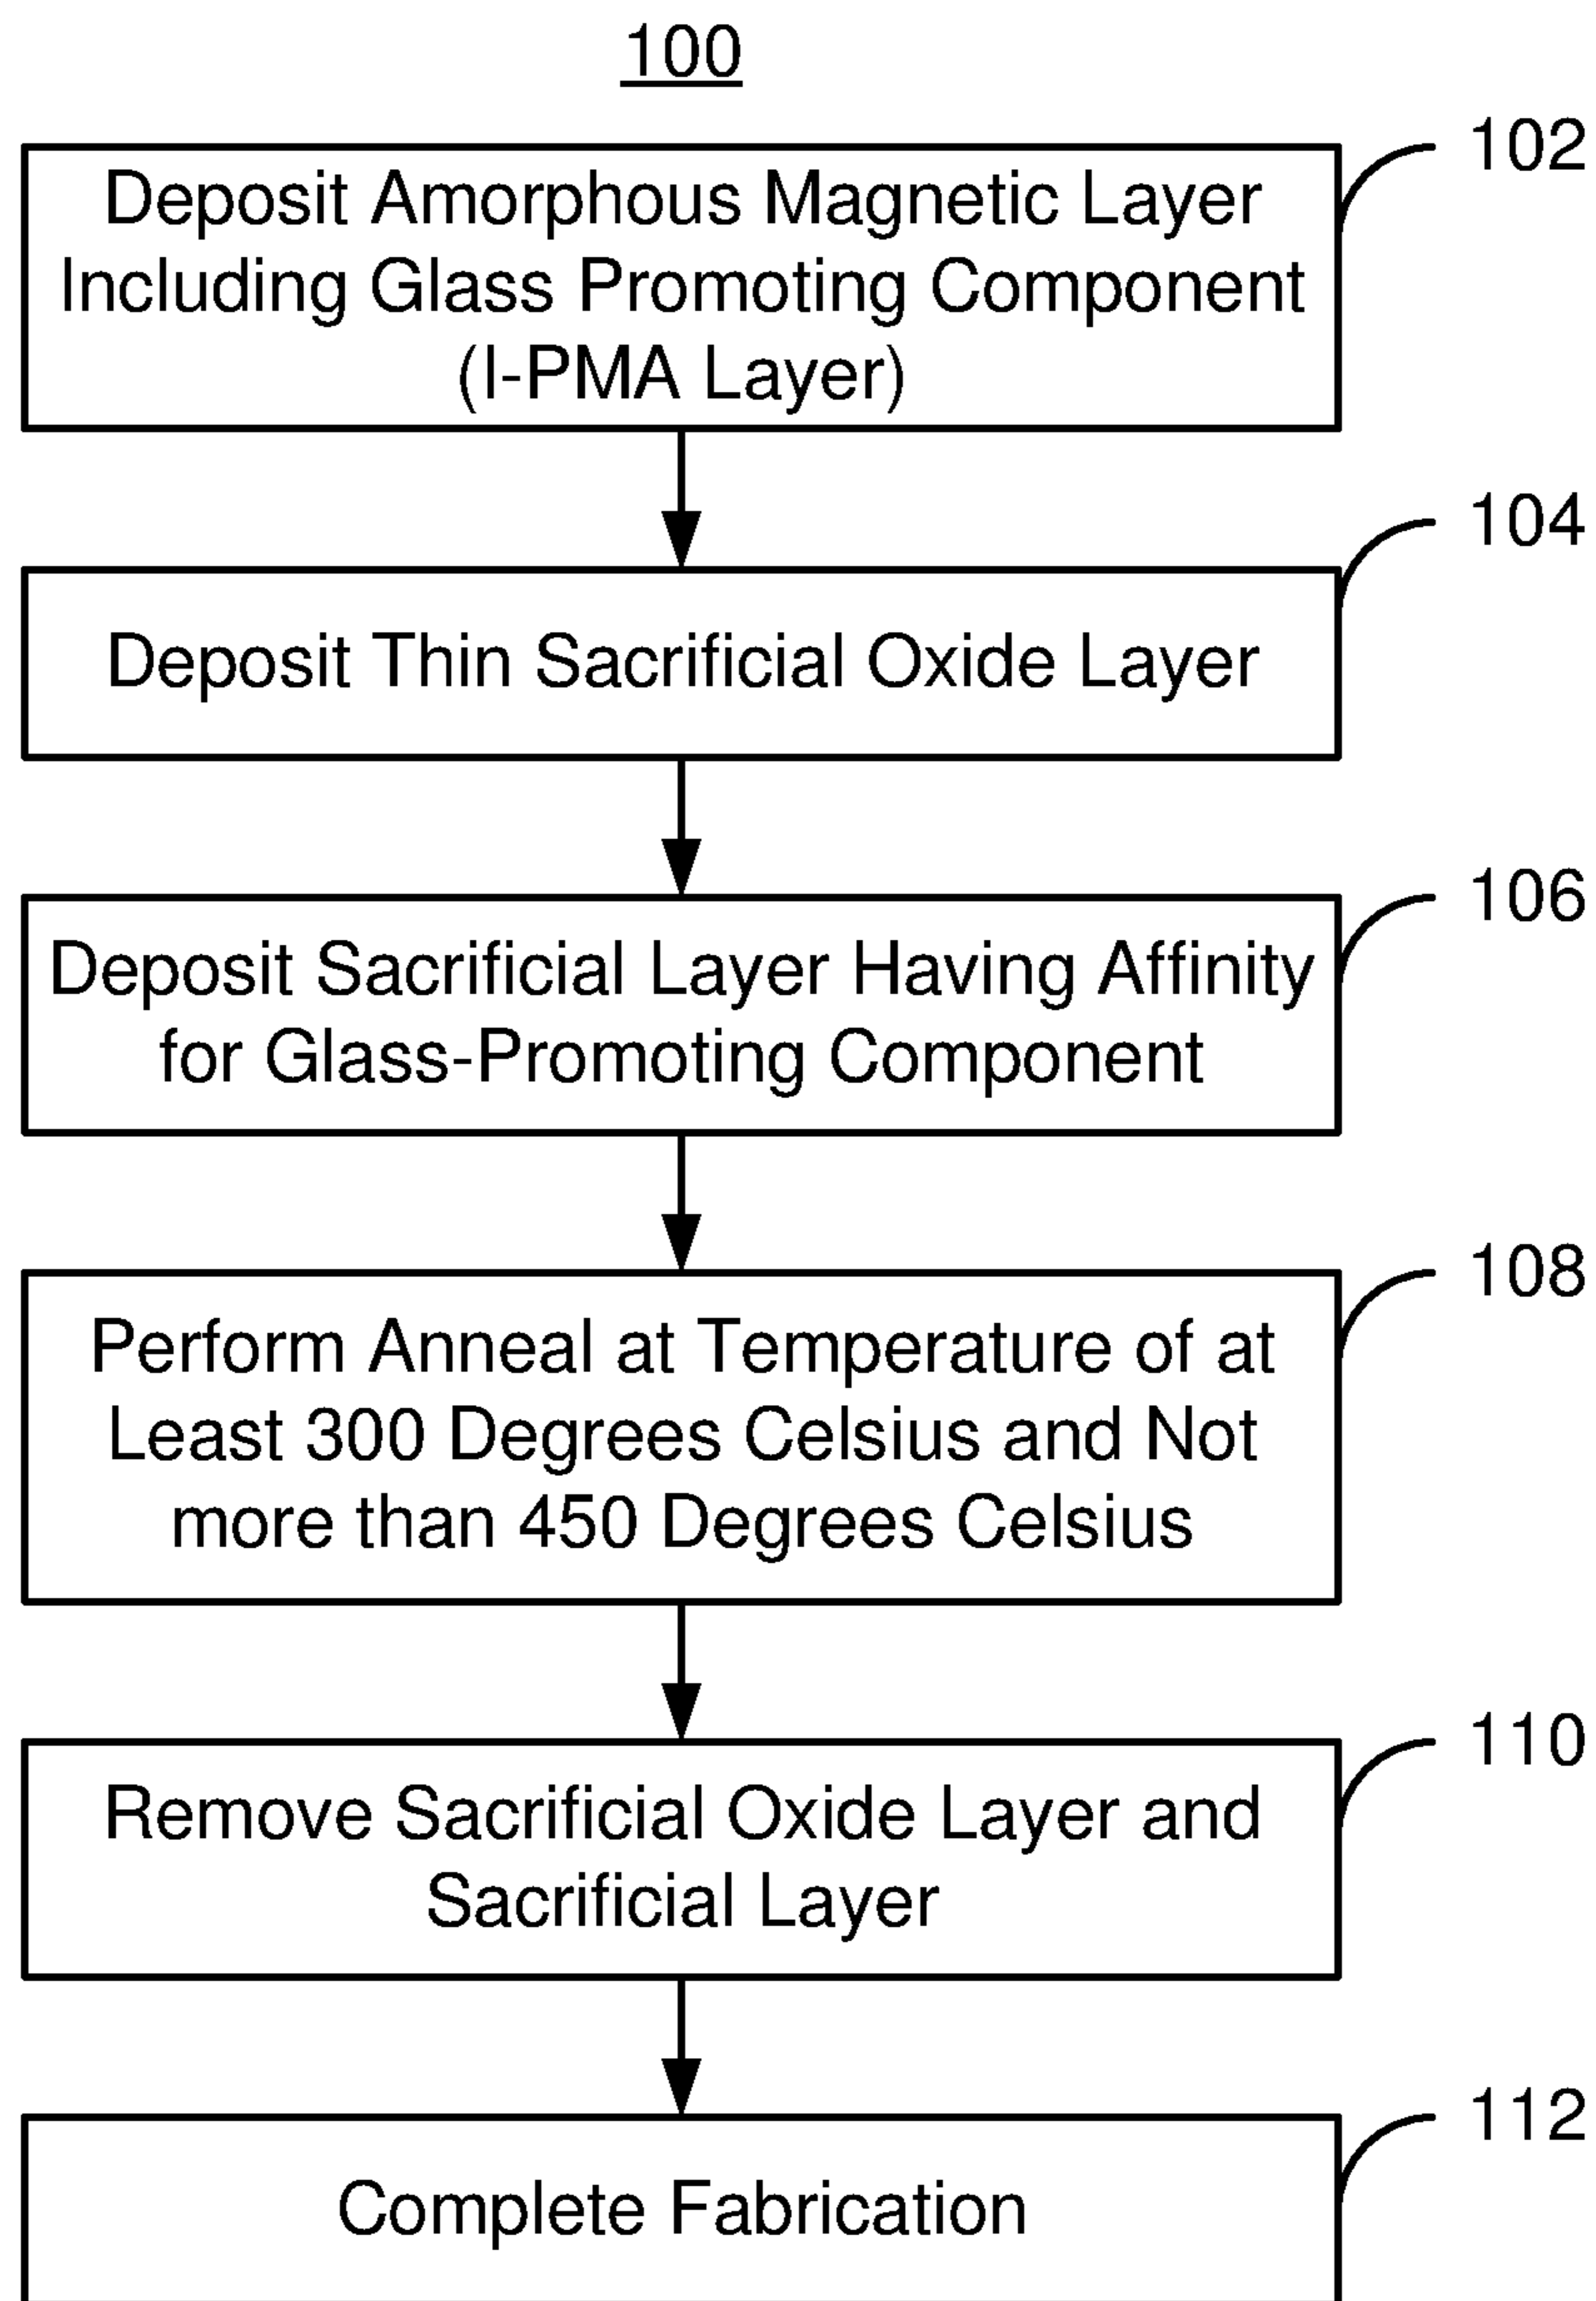 100
102
Deposit Amorphous Magnetic Layer
Including Glass Promoting Component
(I-PMA Layer)
104
Deposit Thin Sacrificial Oxide Layer
106
Deposit Sacrificial Layer Having Affinity
for Glass-Promoting Component
108
Perform Anneal at Temperature of at
Least 300 Degrees Celsius and Not
more than 450 Degrees Celsius
110
Remove Sacrificial Oxide Layer and
Sacrificial Layer
112
Complete Fabrication